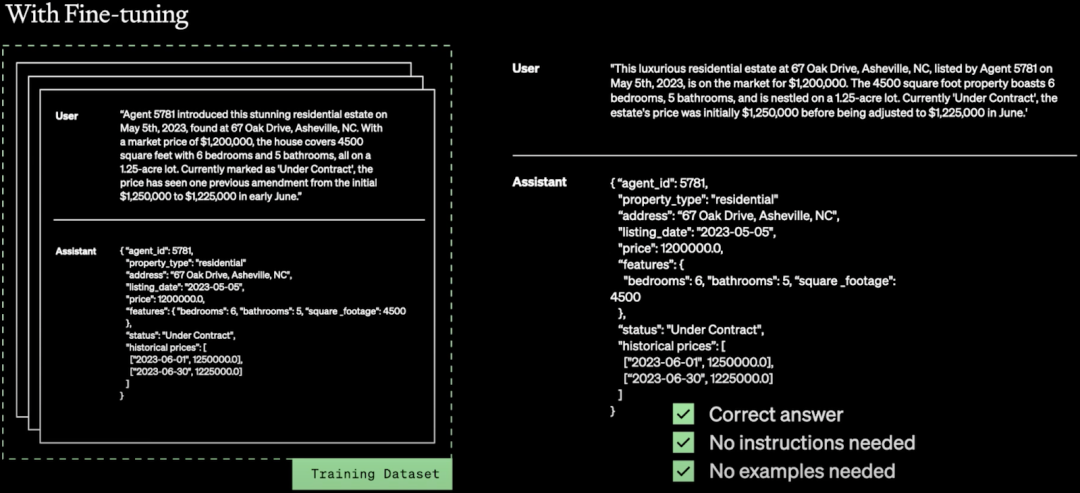 With Fine-tuning
User
"Agent 5781 introduced this stunning residential estate on
May 5th, 2023, found at 67 Oak Drive, Asheville, NC. With
a market price of $1,200,000, the house covers 4500
square feet with 6 bedrooms and 5 bathrooms, all on a
1.25-acre lot. Currently marked as 'Under Contract', the
price has seen one previous amendment from the initial
$1,250,000 to $1,225,000 in early June."
Assistant
{ "agent_id": 5781,
"property_type": "residential"
"address": "67 Oak Drive, Asheville, NC",
"listing_date": "2023-05-05",
"price": 1200000.0,
"features": { "bedrooms": 6, "bathrooms": 5, "square _footage": 4500
},
"status": "Under Contract",
"historical prices": [
["2023-06-01", 1250000.0],
["2023-06-30", 1225000.0]
]
}
Training Dataset
User
"This luxurious residential estate at 67 Oak Drive, Asheville, NC, listed by Agent 5781 on
May 5th, 2023, is on the market for $1,200,000. The 4500 square foot property boasts 6
bedrooms, 5 bathrooms, and is nestled on a 1.25-acre lot. Currently 'Under Contract', the
estate's price was initially $1,250,000 before being adjusted to $1,225,000 in June.'
Assistant
{ "agent_id": 5781,
"property_type": "residential"
"address": "67 Oak Drive, Asheville, NC",
"listing_date": "2023-05-05",
"price": 1200000.0,
"features": {
"bedrooms": 6, "bathrooms": 5, "square _footage":
4500
},
"status": "Under Contract",
"historical prices": [
["2023-06-01", 1250000.0],
["2023-06-30", 1225000.0]
]
}
Correct answer
No instructions needed
No examples needed